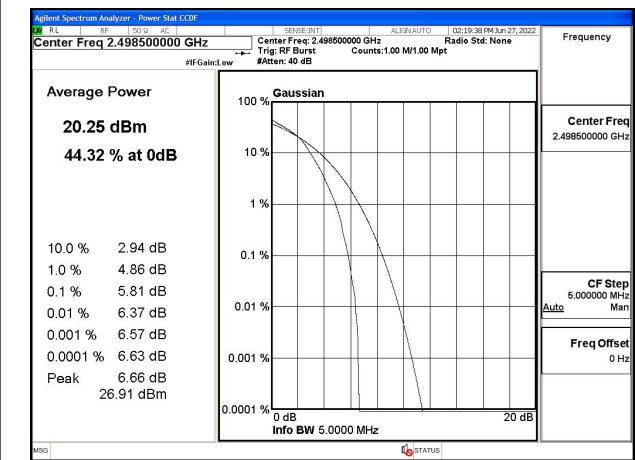 Agilent Spectrum Analyzer - Power Stat CCDF
LXI RL RF 50 Ω AC SENSE:INT ALIGN AUTO 02:19:38 PM Jun 27, 2022
Center Freq 2.498500000 GHz
Center Freq: 2.498500000 GHz Radio Std: None
Trig: RF Burst Counts:1.00 M/1.00 Mpt
#IFGain:Low #Atten: 40 dB
Frequency
Average Power
20.25 dBm
44.32 % at 0dB
10.0 % 2.94 dB
1.0 % 4.86 dB
0.1 % 5.81 dB
0.01 % 6.37 dB
0.001 % 6.57 dB
0.0001 % 6.63 dB
Peak 6.66 dB
26.91 dBm
Gaussian
100 %
10 %
1 %
0.1 %
0.01 %
0.001 %
0.0001 %
0 dB 20 dB
Info BW 5.0000 MHz
Center Freq
2.498500000 GHz
CF Step
5.000000 MHz
Auto Man
Freq Offset
0 Hz
MSG STATUS